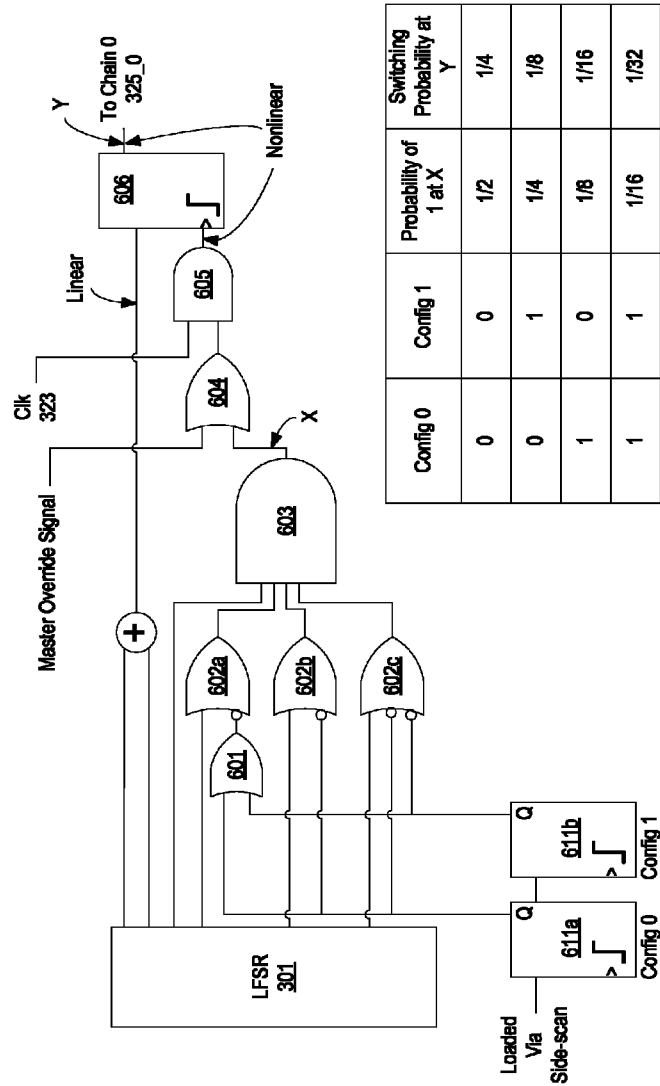 Clk
323
Master Override Signal
Linear
Y
To Chain 0
325_0
606
Nonlinear
605
604
X
603
+
602a
602b
602c
601
LFSR
301
Q
611b
Config 1
Q
611a
Config 0
Loaded
Via
Side-scan
Config 0 Config 1 Probability of 1 at X Switching Probability at Y
0 0 1/2 1/4
0 1 1/4 1/8
1 0 1/8 1/16
1 1 1/16 1/32